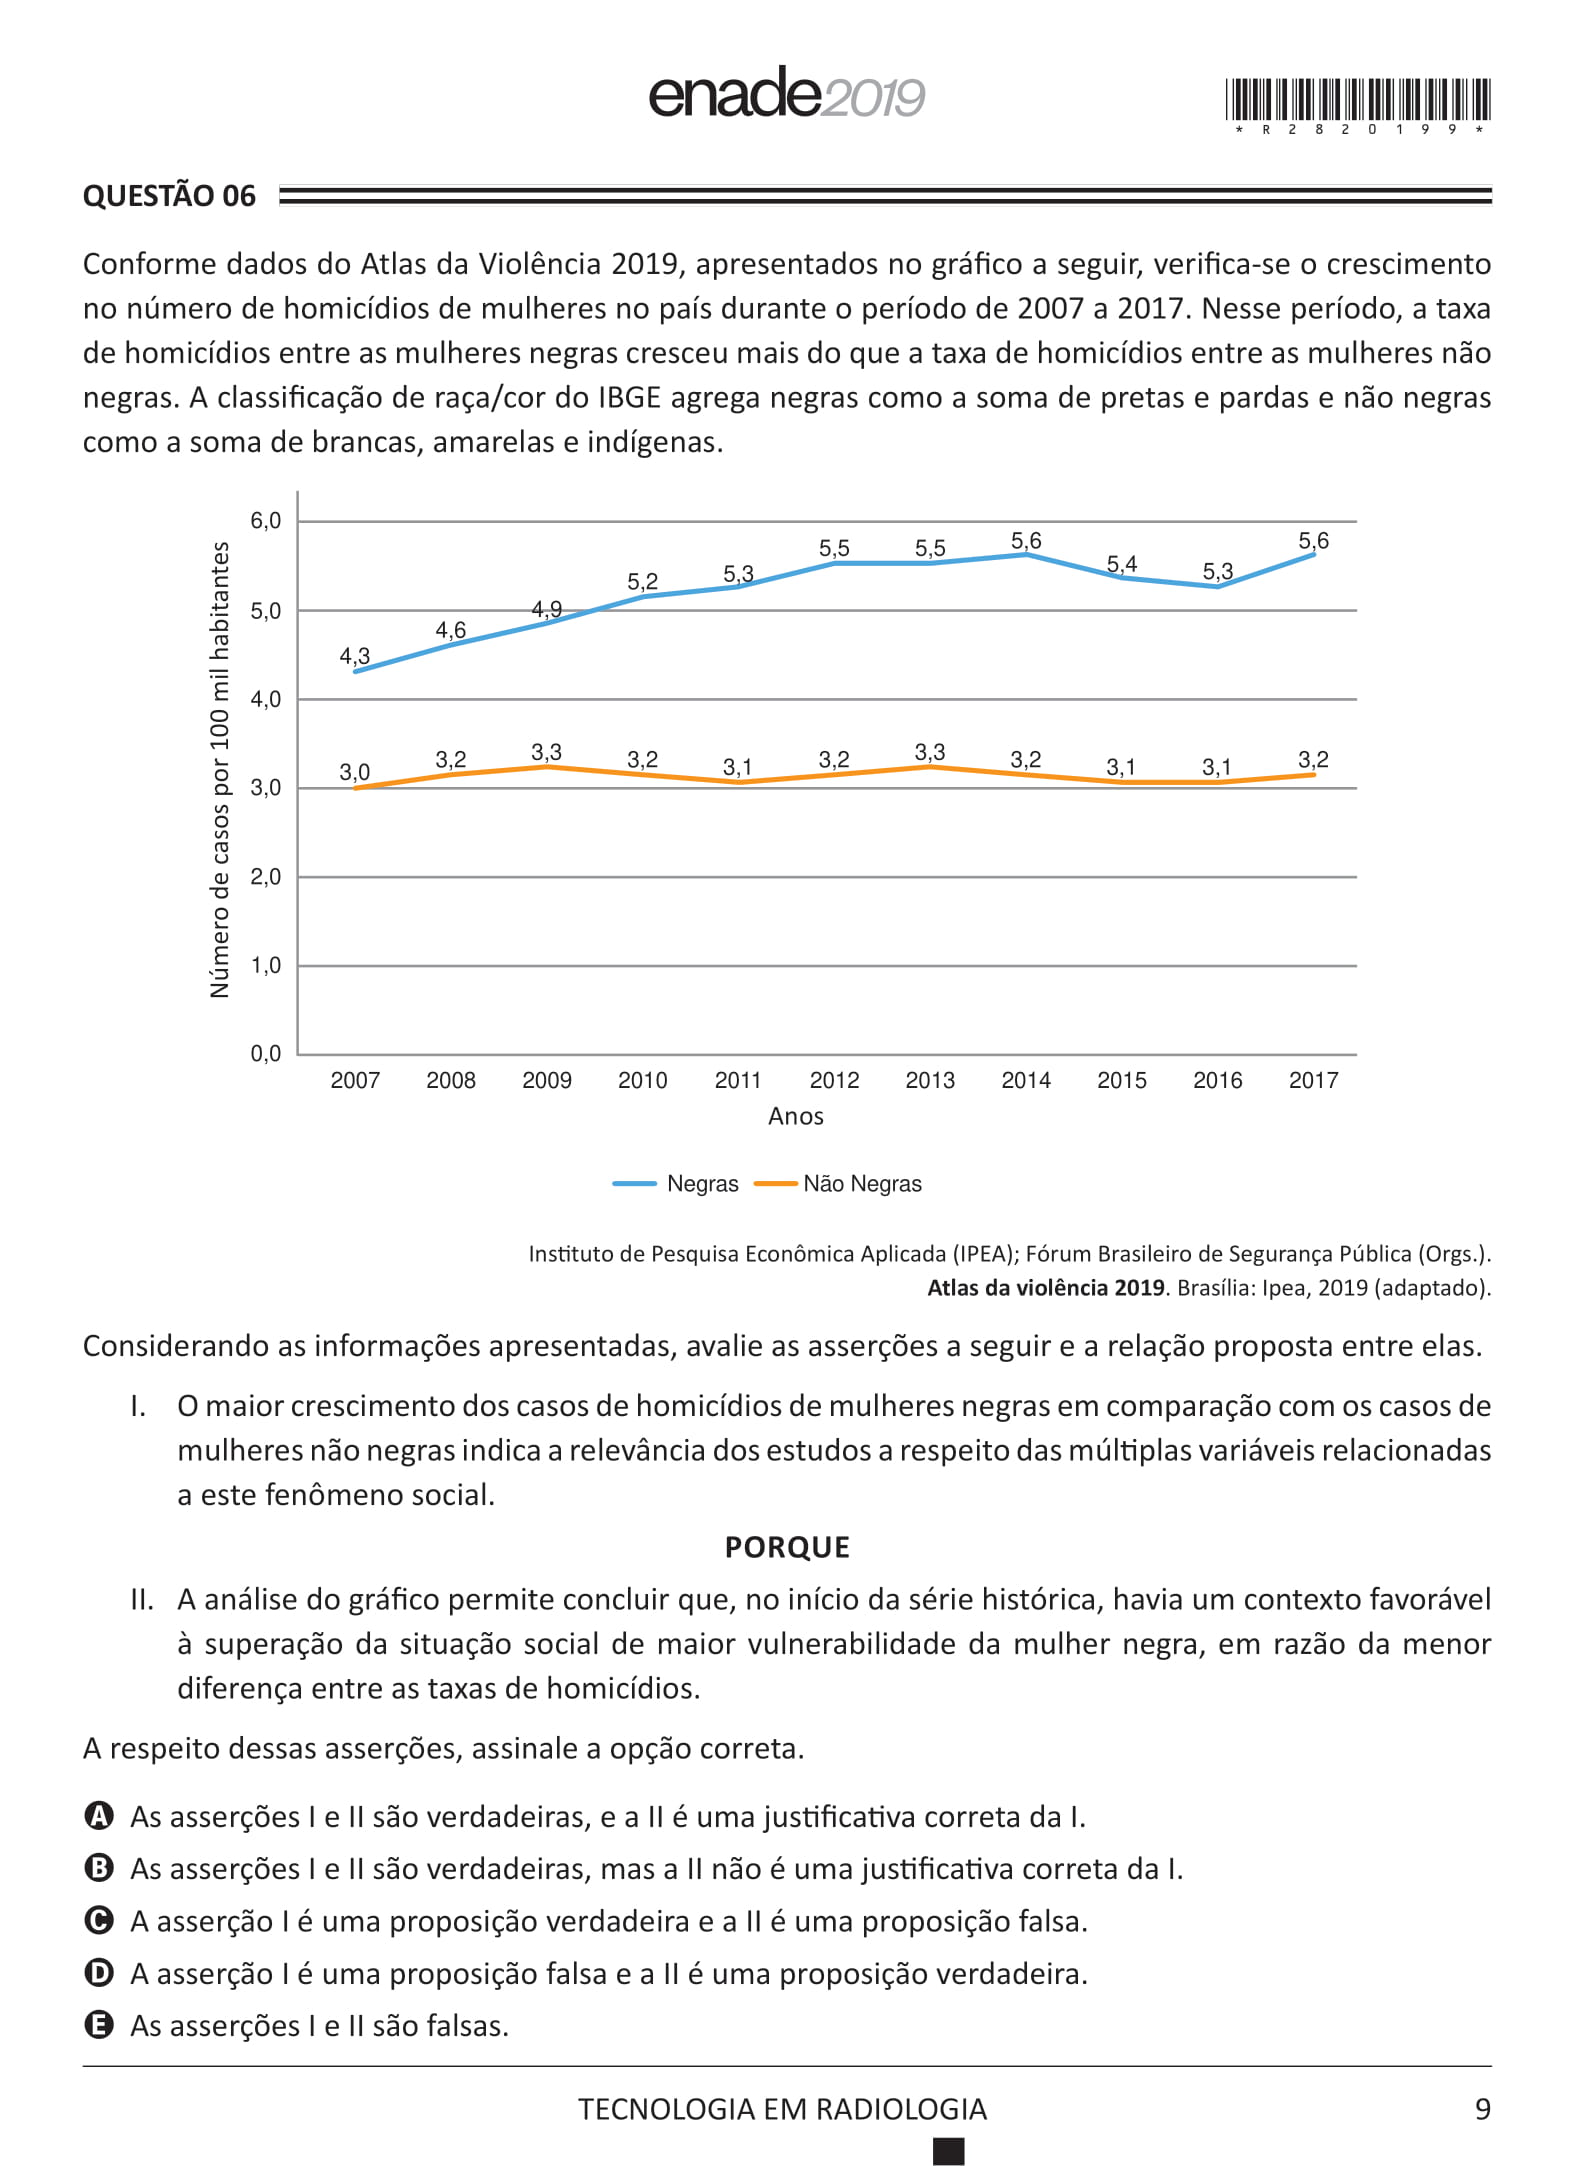 enade2019
*R2820199*
QUESTÃO 06
Conforme dados do Atlas da Violência 2019, apresentados no gráfico a seguir, verifica-se o crescimento
no número de homicídios de mulheres no país durante o período de 2007 a 2017. Nesse período, a taxa
de homicídios entre as mulheres negras cresceu mais do que a taxa de homicídios entre as mulheres não
negras. A classificação de raça/cor do IBGE agrega negras como a soma de pretas e pardas e não negras
como a soma de brancas, amarelas e indígenas.
Número de casos por 100 mil habitantes
6,0
5,0
4,0
3,0
2,0
1,0
0,0
4,3 4,6 4,9 5,2 5,3 5,5 5,5 5,6 5,4 5,3 5,6
3,0 3,2 3,3 3,2 3,1 3,2 3,3 3,2 3,1 3,1 3,2
2007 2008 2009 2010 2011 2012 2013 2014 2015 2016 2017
Anos
Negras Não Negras
Instituto de Pesquisa Econômica Aplicada (IPEA); Fórum Brasileiro de Segurança Pública (Orgs.).
Atlas da violência 2019. Brasília: Ipea, 2019 (adaptado).
Considerando as informações apresentadas, avalie as asserções a seguir e a relação proposta entre elas.
I. O maior crescimento dos casos de homicídios de mulheres negras em comparação com os casos de
mulheres não negras indica a relevância dos estudos a respeito das múltiplas variáveis relacionadas
a este fenômeno social.
PORQUE
II. A análise do gráfico permite concluir que, no início da série histórica, havia um contexto favorável
à superação da situação social de maior vulnerabilidade da mulher negra, em razão da menor
diferença entre as taxas de homicídios.
A respeito dessas asserções, assinale a opção correta.
A As asserções I e II são verdadeiras, e a II é uma justificativa correta da I.
B As asserções I e II são verdadeiras, mas a II não é uma justificativa correta da I.
C A asserção I é uma proposição verdadeira e a II é uma proposição falsa.
D A asserção I é uma proposição falsa e a II é uma proposição verdadeira.
E As asserções I e II são falsas.
TECNOLOGIA EM RADIOLOGIA
9